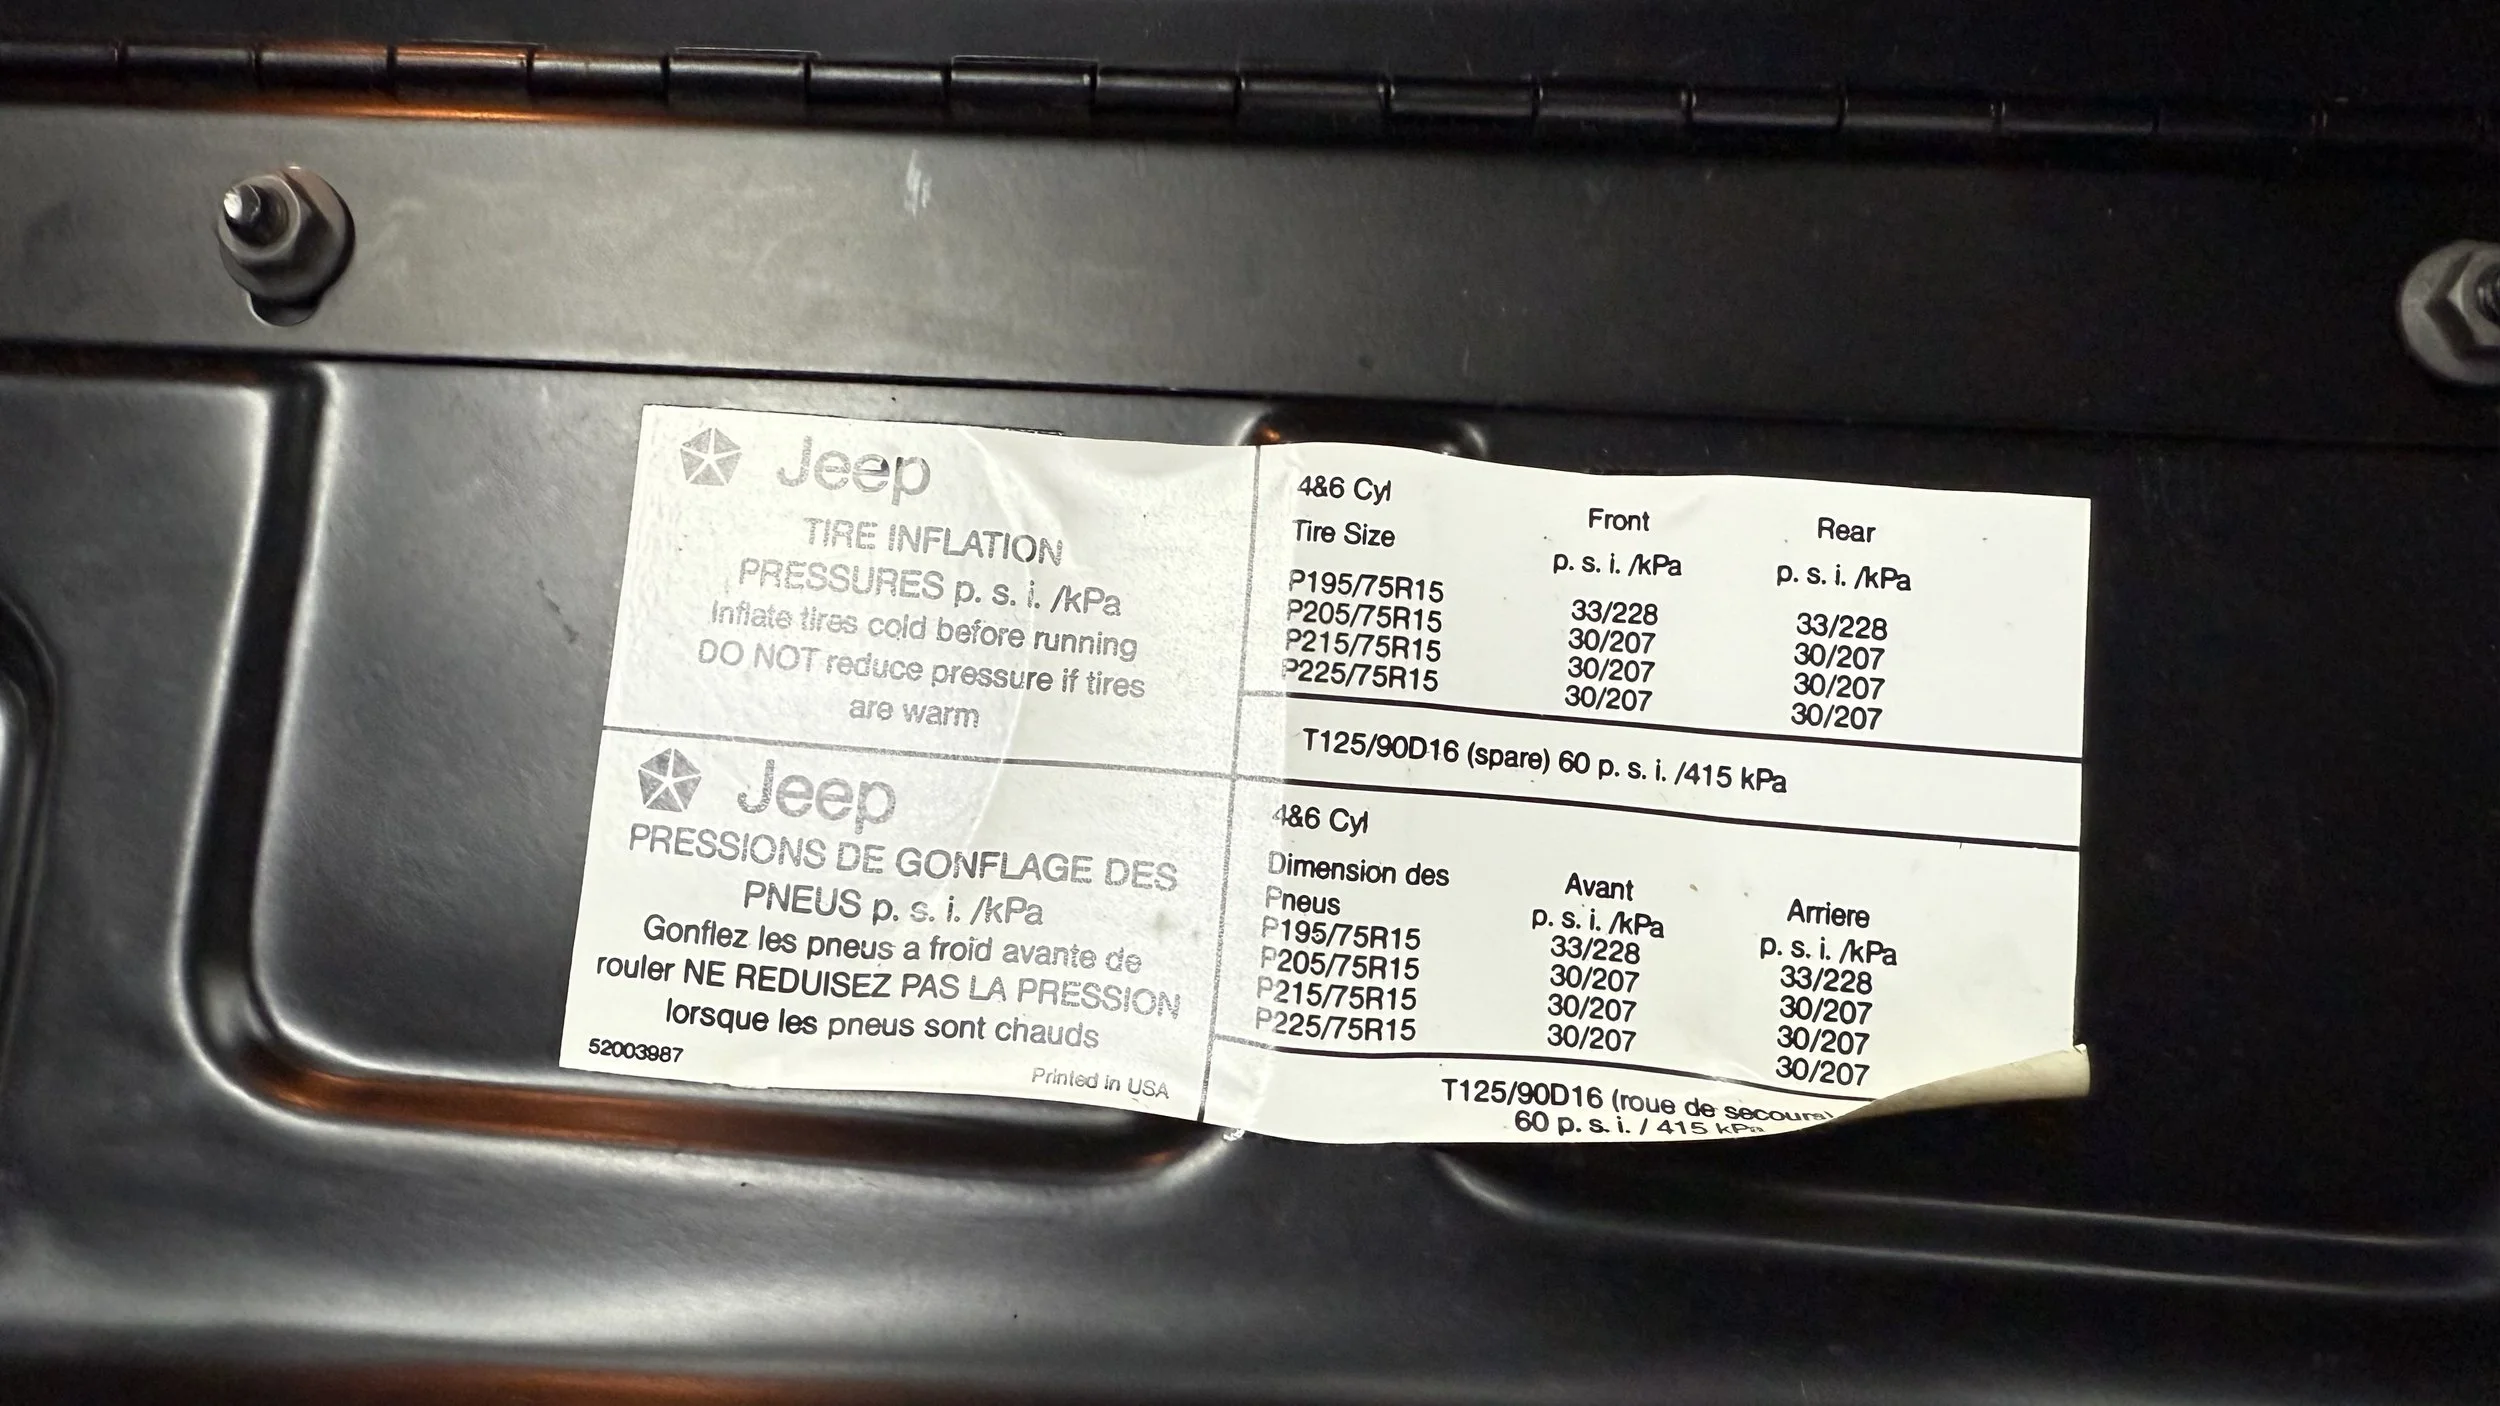 Jeep
TIRE INFLATION
PRESSURES p. s. i. /kPa
Inflate tires cold before running
DO NOT reduce pressure if tires
are warm
4&6 Cyl
Tire Size Front Rear
p. s. i. /kPa p. s. i. /kPa
P195/75R15 33/228 33/228
P205/75R15 30/207 30/207
P215/75R15 30/207 30/207
P225/75R15 30/207 30/207
T125/90D16 (spare) 60 p. s. i. /415 kPa
Jeep
PRESSIONS DE GONFLAGE DES
PNEUS p. s. i. /kPa
Gonflez les pneus a froid avante de
rouler NE REDUISEZ PAS LA PRESSION
lorsque les pneus sont chauds
52003987
Printed in USA
4&6 Cyl
Dimension des Avant Arriere
Pneus p. s. i. /kPa p. s. i. /kPa
P195/75R15 33/228 33/228
P205/75R15 30/207 30/207
P215/75R15 30/207 30/207
P225/75R15 30/207 30/207
T125/90D16 (roue de secours)
60 p. s. i. / 415 kPa